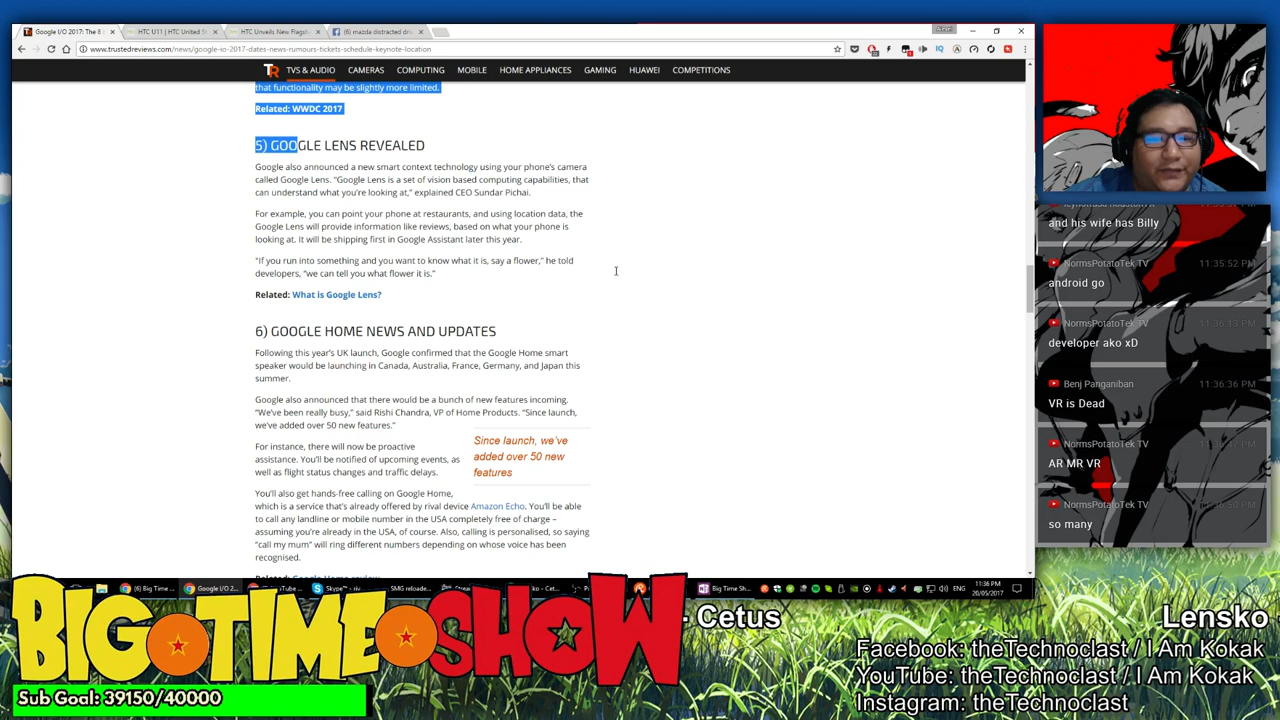 Google I/O 2017: The 8
HTC U11 | HTC United St
HTC Unveils New Flagsh
(6) mazda distracted dri
www.trustedreviews.com/news/google-io-2017-dates-news-rumours-tickets-schedule-keynote-location
TR TVS & AUDIO CAMERAS COMPUTING MOBILE HOME APPLIANCES GAMING HUAWEI COMPETITIONS
that functionality may be slightly more limited.
Related: WWDC 2017
5) GOOGLE LENS REVEALED
Google also announced a new smart context technology using your phone's camera
called Google Lens. “Google Lens is a set of vision based computing capabilities, that
can understand what you're looking at,” explained CEO Sundar Pichai.
For example, you can point your phone at restaurants, and using location data, the
Google Lens will provide information like reviews, based on what your phone is
looking at. It will be shipping first in Google Assistant later this year.
“If you run into something and you want to know what it is, say a flower,” he told
developers, “we can tell you what flower it is.”
Related: What is Google Lens?
6) GOOGLE HOME NEWS AND UPDATES
Following this year's UK launch, Google confirmed that the Google Home smart
speaker would be launching in Canada, Australia, France, Germany, and Japan this
summer.
Google also announced that there would be a bunch of new features incoming.
“We've been really busy,” said Rishi Chandra, VP of Home Products. “Since launch,
we've added over 50 new features.”
For instance, there will now be proactive
assistance. You'll be notified of upcoming events, as
well as flight status changes and traffic delays.
Since launch, we've
added over 50 new
features
You'll also get hands-free calling on Google Home,
which is a service that's already offered by rival device Amazon Echo. You'll be able
to call any landline or mobile number in the USA completely free of charge –
assuming you're already in the USA, of course. Also, calling is personalised, so saying
“call my mum” will ring different numbers depending on whose voice has been
recognised.
and his wife has Billy
NormsPotatoTek TV 11:35:52 PM
android go
NormsPotatoTek TV 11:36:13 PM
developer ako xD
Benj Panganiban 11:36:36 PM
VR is Dead
NormsPotatoTek TV
AR MR VR
NormsPotatoTek TV 11:36:50 PM
so many
(6) Big Time
Google I/O 2...
YouTube
Skype
SMG reloade...
Big Time Sh...
ENG
11:36 PM
20/05/2017
BIG TIME SHOW
- Cetus
Lensko
Sub Goal: 39150/40000
Facebook: theTechnoclast / I Am Kokak
YouTube: theTechnoclast / I Am Kokak
Instagram: theTechnoclast